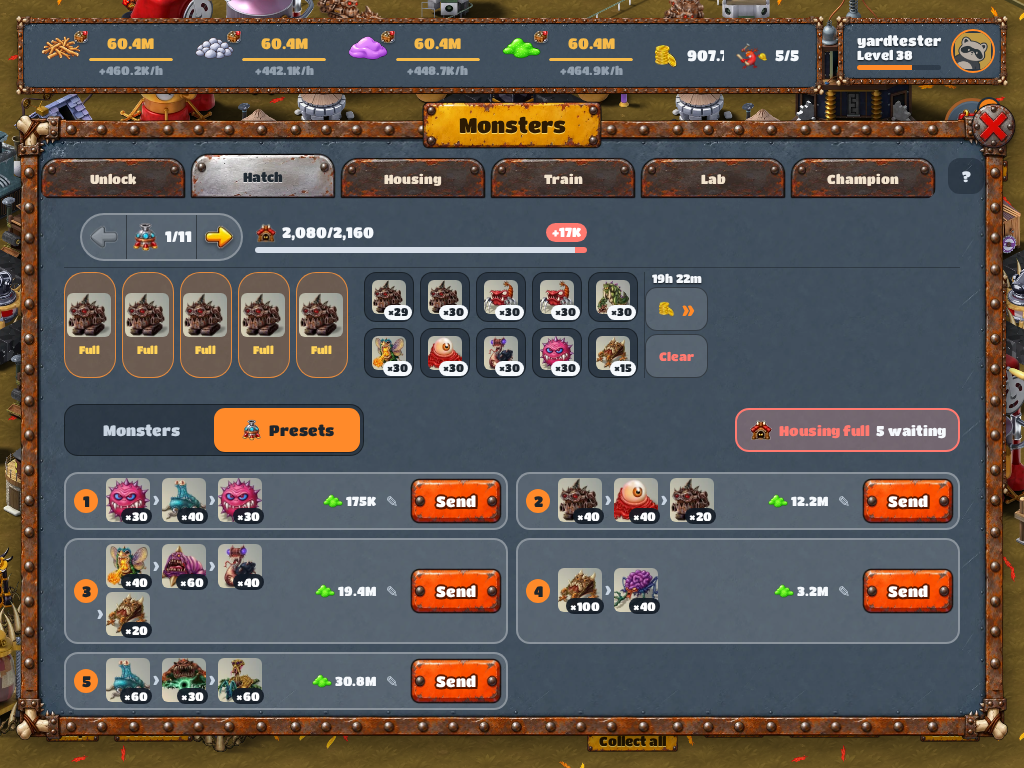 60.4M 60.4M 60.4M 60.4M 907.1 5/5 yardtester
+460.2K/h +442.1K/h +448.7K/h +464.9K/h Level 38
Monsters
Unlock Hatch Housing Train Lab Champion ?
1/11 2,080/2,160 +17K
19h 22m
×29 ×30 ×30 ×30 ×30
Full Full Full Full Full
×30 ×30 ×30 ×30 ×15 Clear
Monsters Presets Housing full 5 waiting
1 ×30 ×40 ×30 175K Send
2 ×40 ×40 ×20 12.2M Send
3 ×40 ×60 ×40 ×20 19.4M Send
4 ×100 ×40 3.2M Send
5 ×60 ×30 ×60 30.8M Send
Collect all